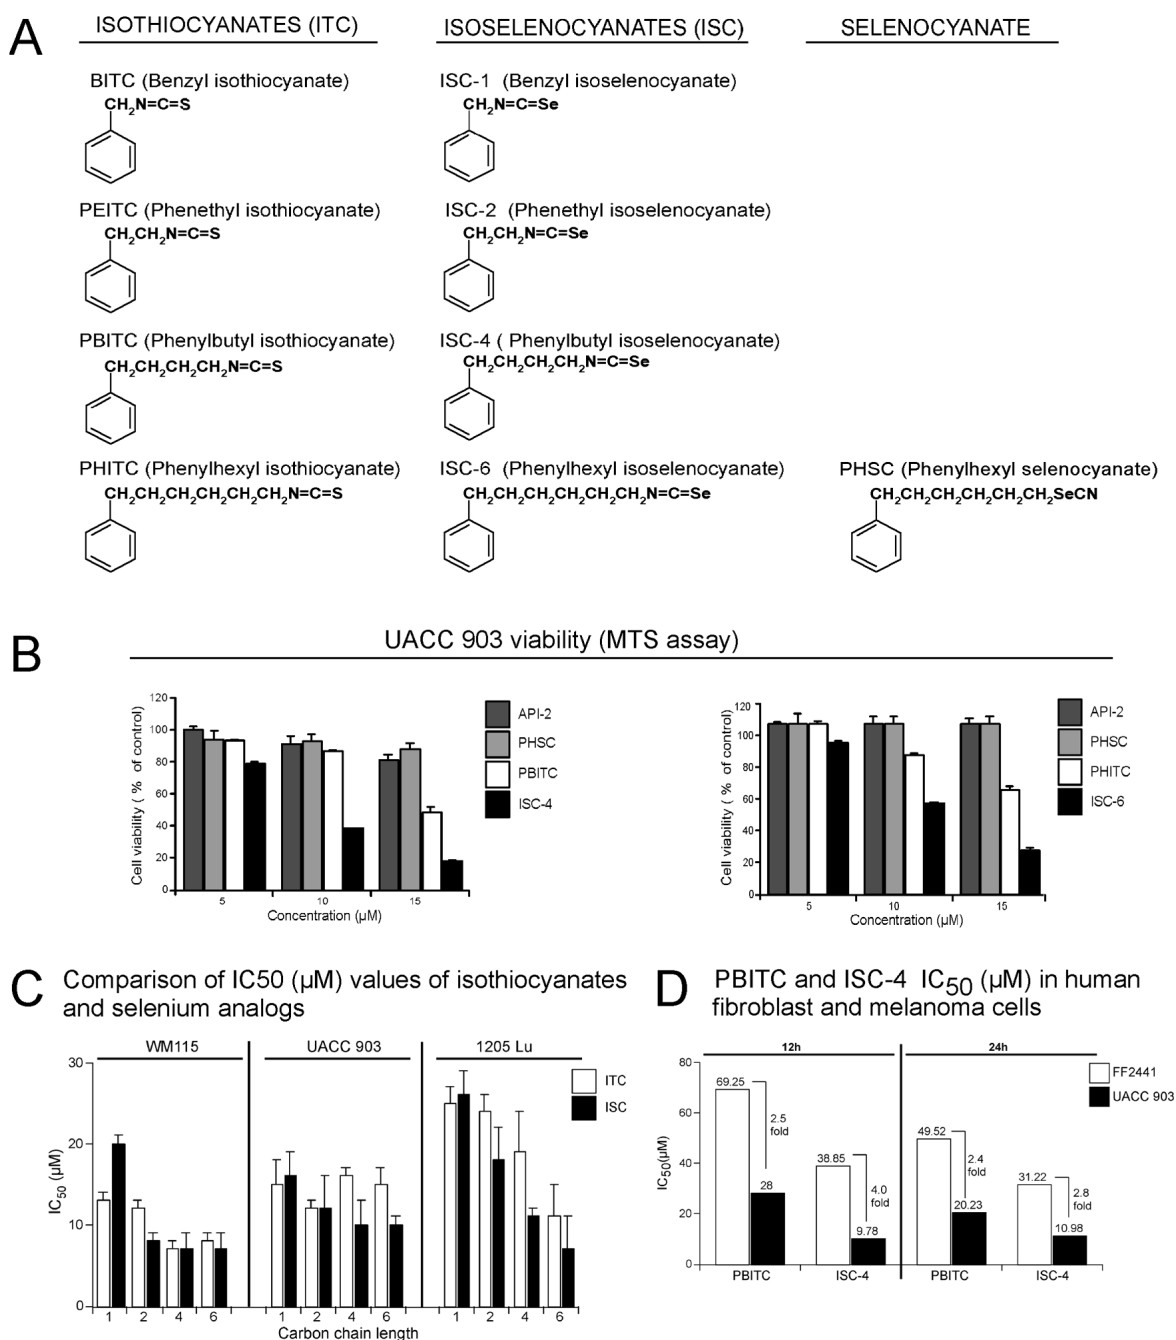 A
ISOTHIOCYANATES (ITC)
ISOSELENOCYANATES (ISC)
SELENOCYANATE
BITC (Benzyl isothiocyanate)
CH2N=C=S
ISC-1 (Benzyl isoselenocyanate)
CH2N=C=Se
PEITC (Phenethyl isothiocyanate)
CH2CH2N=C=S
ISC-2 (Phenethyl isoselenocyanate)
CH2CH2N=C=Se
PBITC (Phenylbutyl isothiocyanate)
CH2CH2CH2CH2N=C=S
ISC-4 ( Phenylbutyl isoselenocyanate)
CH2CH2CH2CH2N=C=Se
PHITC (Phenylhexyl isothiocyanate)
CH2CH2CH2CH2CH2CH2N=C=S
ISC-6 (Phenylhexyl isoselenocyanate)
CH2CH2CH2CH2CH2CH2N=C=Se
PHSC (Phenylhexyl selenocyanate)
CH2CH2CH2CH2CH2CH2SeCN
B
UACC 903 viability (MTS assay)
Cell viability ( % of control)
120
100
80
60
40
20
0
5
10
15
Concentration (µM)
API-2
PHSC
PBITC
ISC-4
Cell viability ( % of control)
120
100
80
60
40
20
0
5
10
15
Concentration (µM)
API-2
PHSC
PHITC
ISC-6
C
Comparison of IC50 (µM) values of isothiocyanates
and selenium analogs
WM115
UACC 903
1205 Lu
ITC
ISC
IC50 (µM)
30
20
10
0
1 2 4 6
1 2 4 6
1 2 4 6
Carbon chain length
D
PBITC and ISC-4 IC50 (µM) in human
fibroblast and melanoma cells
12h
24h
FF2441
UACC 903
IC50(µM)
80
60
40
20
0
69.25
2.5
fold
28
38.85
4.0
fold
9.78
49.52
2.4
fold
20.23
31.22
2.8
fold
10.98
PBITC
ISC-4
PBITC
ISC-4